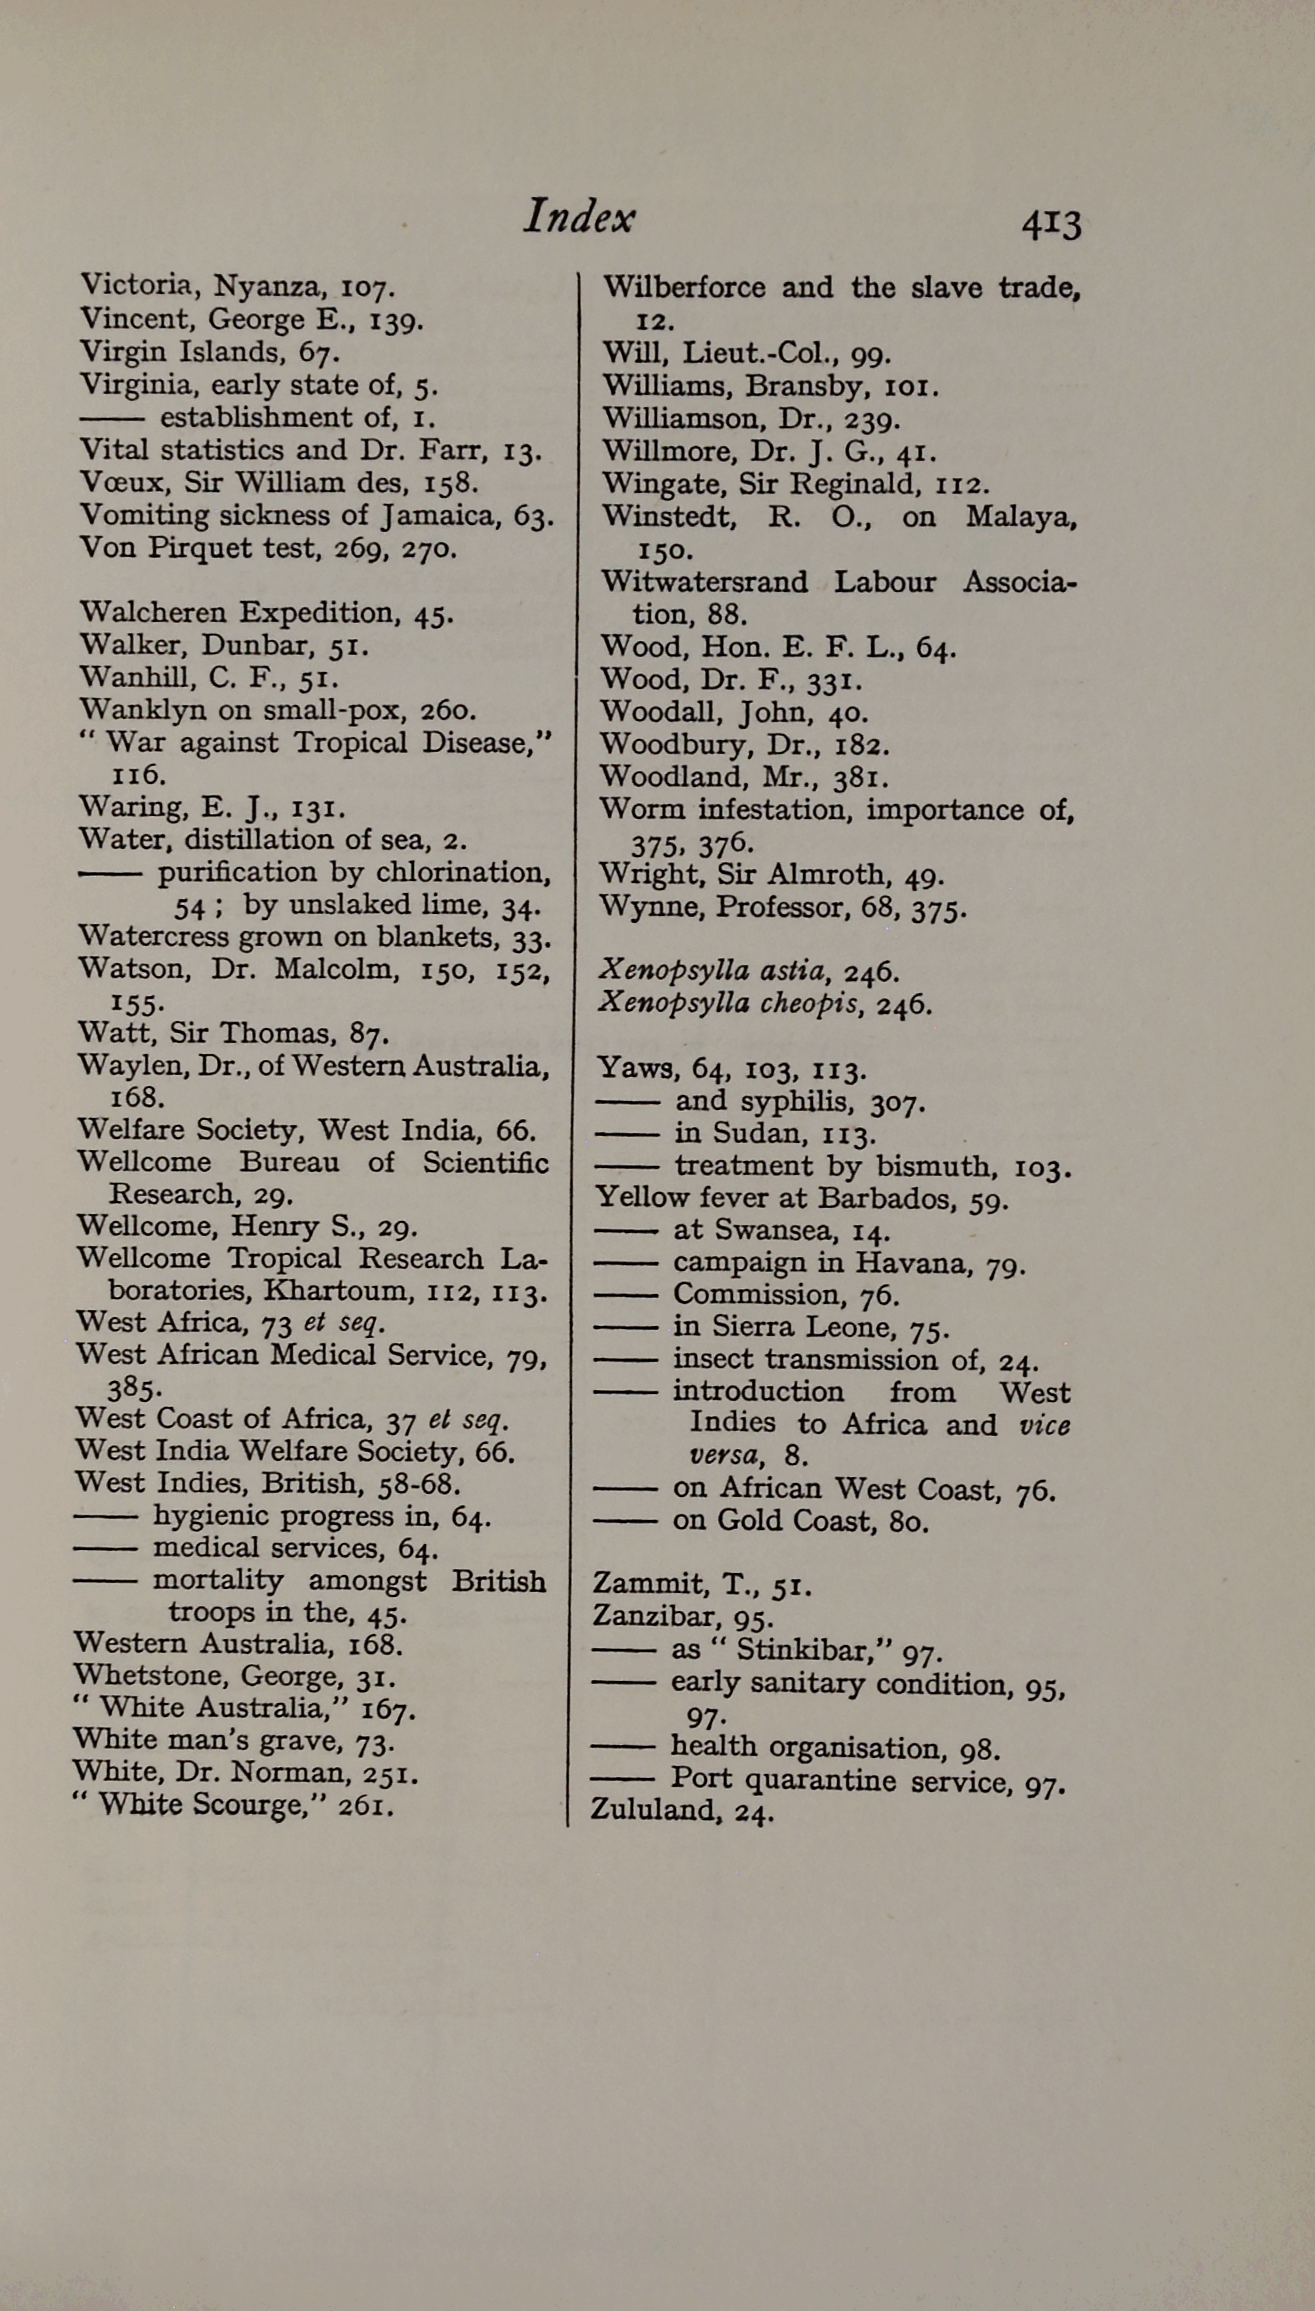 Index 413
Victoria, Nyanza, 107.
Vincent, George E., 139.
Virgin Islands, 67.
Virginia, early state of, 5.
—— establishment of, 1.
Vital statistics and Dr. Farr, 13.
Vœux, Sir William des, 158.
Vomiting sickness of Jamaica, 63.
Von Pirquet test, 269, 270.
Walcheren Expedition, 45.
Walker, Dunbar, 51.
Wanhill, C. F., 51.
Wanklyn on small-pox, 260.
“ War against Tropical Disease,”
116.
Waring, E. J., 131.
Water, distillation of sea, 2.
—— purification by chlorination,
54 ; by unslaked lime, 34.
Watercress grown on blankets, 33.
Watson, Dr. Malcolm, 150, 152,
155.
Watt, Sir Thomas, 87.
Waylen, Dr., of Western Australia,
168.
Welfare Society, West India, 66.
Wellcome Bureau of Scientific
Research, 29.
Wellcome, Henry S., 29.
Wellcome Tropical Research La-
boratories, Khartoum, 112, 113.
West Africa, 73 et seq.
West African Medical Service, 79,
385.
West Coast of Africa, 37 et seq.
West India Welfare Society, 66.
West Indies, British, 58-68.
—— hygienic progress in, 64.
—— medical services, 64.
—— mortality amongst British
troops in the, 45.
Western Australia, 168.
Whetstone, George, 31.
“ White Australia,” 167.
White man's grave, 73.
White, Dr. Norman, 251.
“ White Scourge,” 261.
Wilberforce and the slave trade,
12.
Will, Lieut.-Col., 99.
Williams, Bransby, 101.
Williamson, Dr., 239.
Willmore, Dr. J. G., 41.
Wingate, Sir Reginald, 112.
Winstedt, R. O., on Malaya,
150.
Witwatersrand Labour Associa-
tion, 88.
Wood, Hon. E. F. L., 64.
Wood, Dr. F., 331.
Woodall, John, 40.
Woodbury, Dr., 182.
Woodland, Mr., 381.
Worm infestation, importance of,
375, 376.
Wright, Sir Almroth, 49.
Wynne, Professor, 68, 375.
Xenopsylla astia, 246.
Xenopsylla cheopis, 246.
Yaws, 64, 103, 113.
—— and syphilis, 307.
—— in Sudan, 113.
—— treatment by bismuth, 103.
Yellow fever at Barbados, 59.
—— at Swansea, 14.
—— campaign in Havana, 79.
—— Commission, 76.
—— in Sierra Leone, 75.
—— insect transmission of, 24.
—— introduction from West
Indies to Africa and vice
versa, 8.
—— on African West Coast, 76.
—— on Gold Coast, 80.
Zammit, T., 51.
Zanzibar, 95.
—— as “ Stinkibar,” 97.
—— early sanitary condition, 95,
97.
—— health organisation, 98.
—— Port quarantine service, 97.
Zululand, 24.